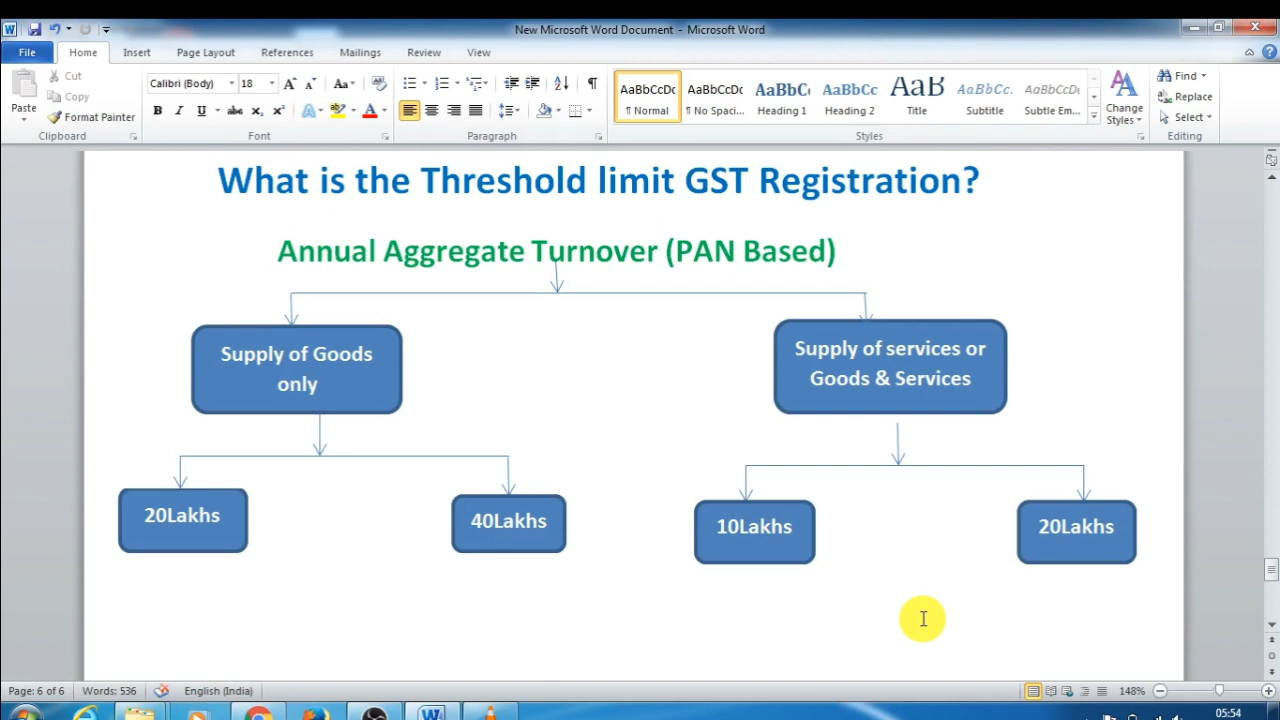 New Microsoft Word Document - Microsoft Word
File Home Insert Page Layout References Mailings Review View
Paste
Cut
Copy
Format Painter
Clipboard
Calibri (Body) 18
Font
Paragraph
AaBbCcDc AaBbCcDc AaBbC AaBbCc AaB AaBbCc. AaBbCcDc
¶ Normal ¶ No Spaci... Heading 1 Heading 2 Title Subtitle Subtle Em...
Change Styles
Styles
Find
Replace
Select
Editing
What is the Threshold limit GST Registration?
Annual Aggregate Turnover (PAN Based)
Supply of Goods
only
Supply of services or
Goods & Services
20Lakhs
40Lakhs
10Lakhs
20Lakhs
Page: 6 of 6 Words: 536 English (India) 148%
05:54